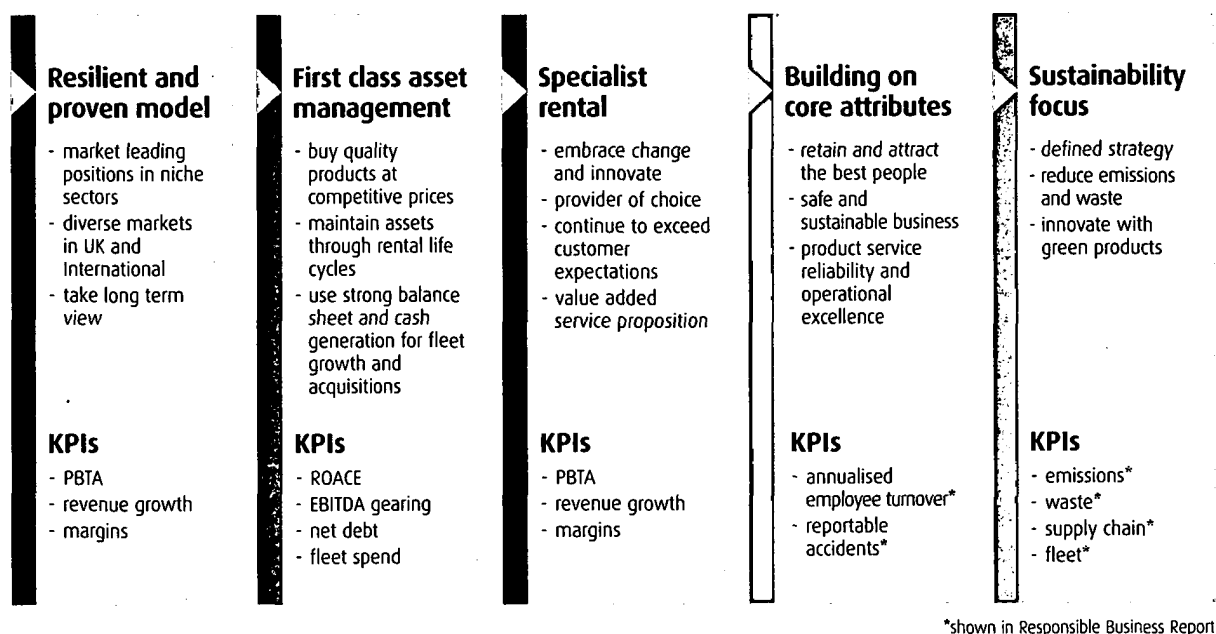 Resilient and
proven model
- market leading
positions in niche
sectors
- diverse markets
in UK and
International
- take long term
view
KPIs
- PBTA
- revenue growth
- margins
First class asset
management
- buy quality
products at
competitive prices
- maintain assets
through rental life
cycles
- use strong balance
sheet and cash
generation for fleet
growth and
acquisitions
KPIs
- ROACE
- EBITDA gearing
- net debt
- fleet spend
Specialist
rental
- embrace change
and innovate
- provider of choice
- continue to exceed
customer
expectations
- value added
service proposition
KPIs
- PBTA
- revenue growth
- margins
Building on
core attributes
- retain and attract
the best people
- safe and
sustainable business
- product service
reliability and
operational
excellence
KPIs
- annualised
employee turnover*
- reportable
accidents*
Sustainability
focus
- defined strategy
- reduce emissions
and waste
- innovate with
green products
KPIs
- emissions*
- waste*
- supply chain*
- fleet*
*shown in Responsible Business Report